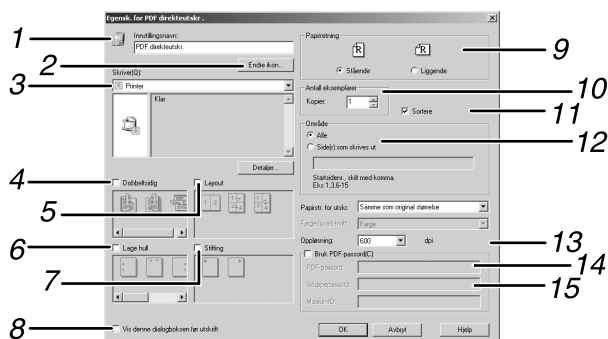 Egensk. for PDF direkteutskr .
1
Innstillingsnavn:
PDF direkteutskr.
2
Endre ikon...
3
Skriver(Q):
Printer
Klar
Detaljer...
4
Dobbeltsidig
5
Layout
6
Lage hull
7
Stifting
8
Vis denne dialogboksen før utskrift
Papirretning
R
R
9
Stående
Liggende
Antall eksemplarer
10
Kopier:
1
Sortere
11
Område
Alle
12
Side(r) som skrives ut
Startsidenr., skilt med komma.
Eks 1,3,6-15
Papirstr. for utskr:
Samme som original størrelse
Farge/svart-hvitt:
Farge
Oppløsning:
600
dpi
13
Bruk PDF-passord(C)
PDF-passord:
14
Gruppepassord:
15
Maskin-ID:
OK
Avbryt
Hjelp